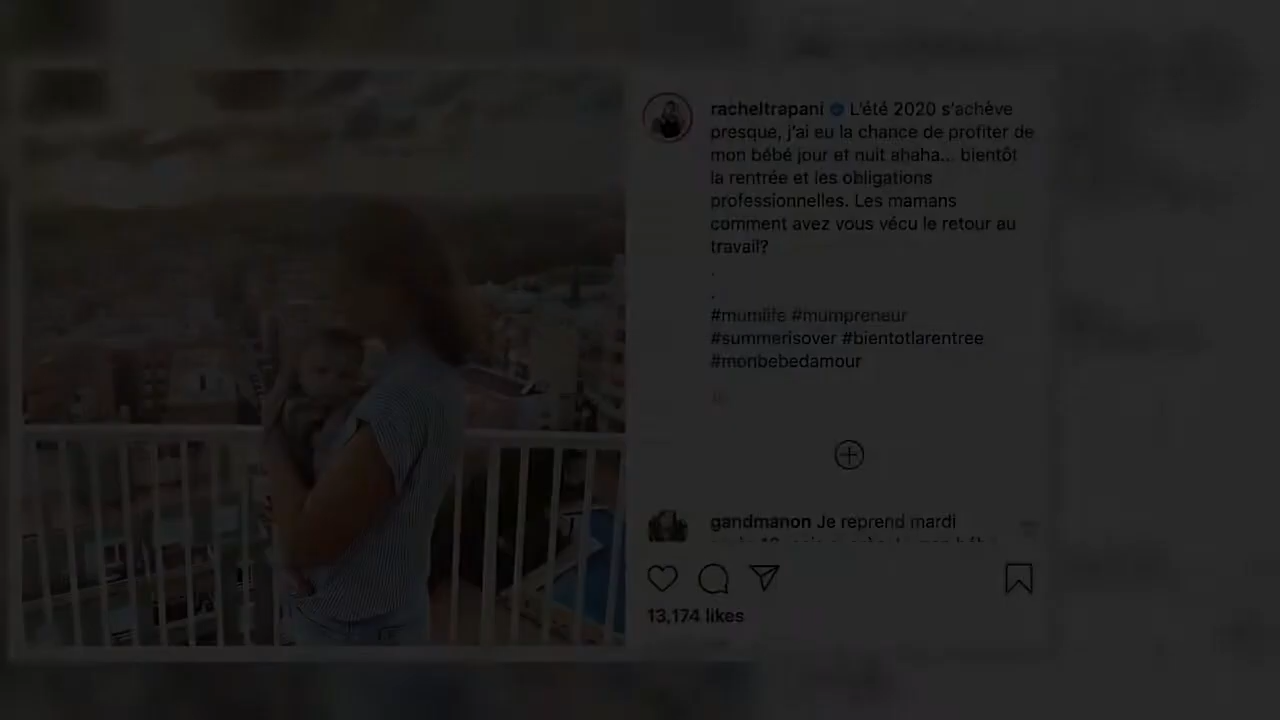 racheltrapani L'été 2020 s'achève
presque, j'ai eu la chance de profiter de
mon bébé jour et nuit ahaha... bientôt
la rentrée et les obligations
professionnelles. Les mamans
comment avez vous vécu le retour au
travail?
.
.
#mumlife #mumpreneur
#summerisover #bientotlarentree
#monbebedamour
gandmanon Je reprend mardi
13,174 likes